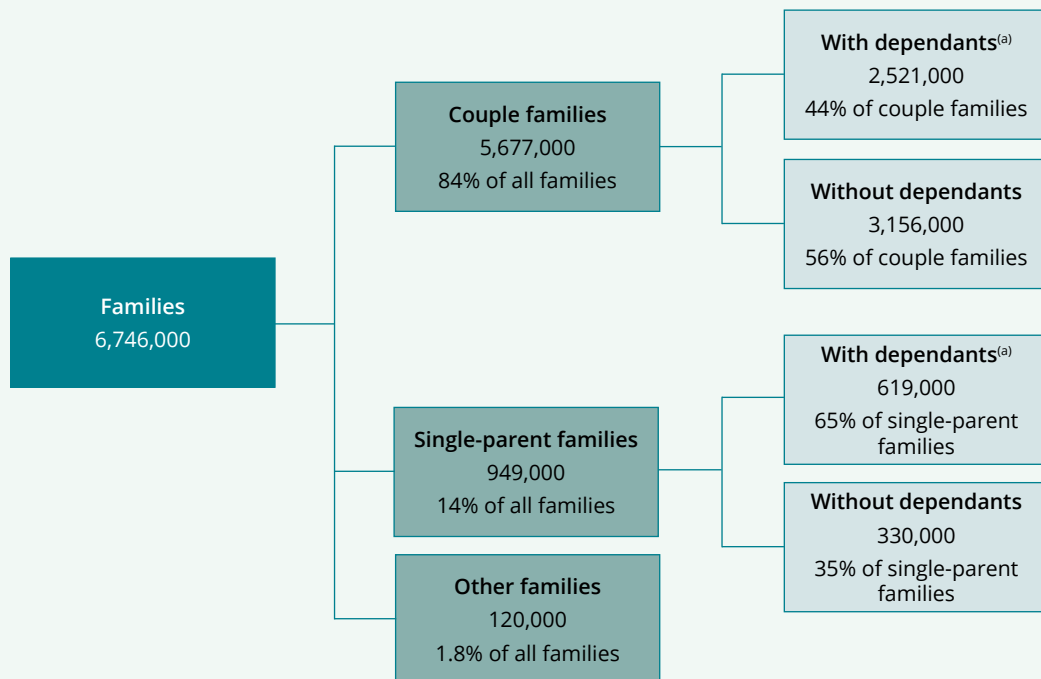 Families
6,746,000
Couple families
5,677,000
84% of all families
With dependants(a)
2,521,000
44% of couple families
Without dependants
3,156,000
56% of couple families
Single-parent families
949,000
14% of all families
With dependants(a)
619,000
65% of single-parent
families
Without dependants
330,000
35% of single-parent
families
Other families
120,000
1.8% of all families